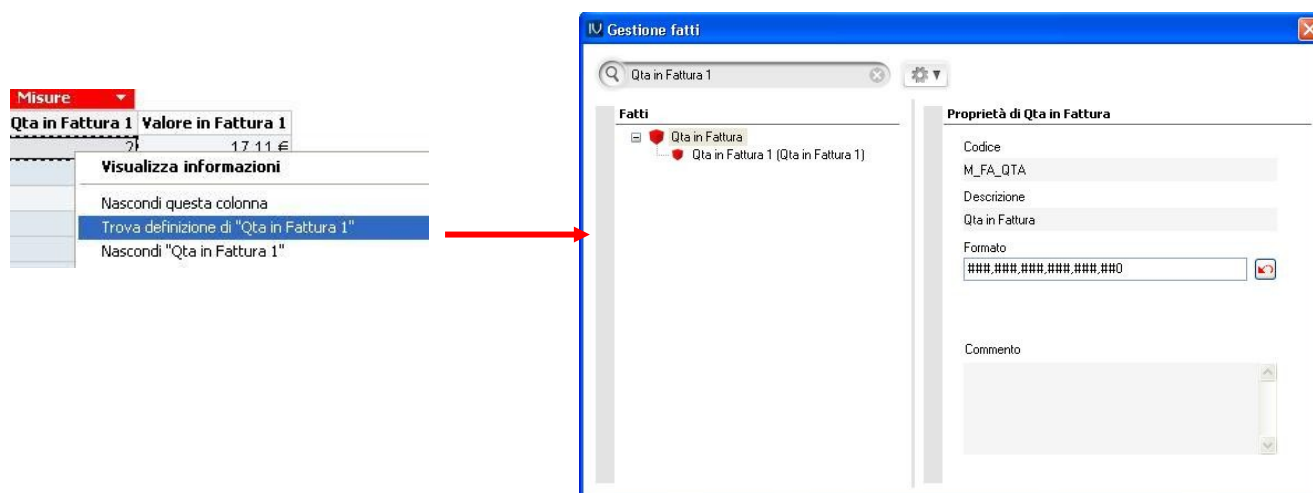 Misure
Qta in Fattura 1 Valore in Fattura 1
2 17,11 €
Visualizza informazioni
Nascondi questa colonna
Trova definizione di "Qta in Fattura 1"
Nascondi "Qta in Fattura 1"
Gestione fatti
Qta in Fattura 1
Fatti
Qta in Fattura
Qta in Fattura 1 (Qta in Fattura 1)
Proprietà di Qta in Fattura
Codice
M_FA_QTA
Descrizione
Qta in Fattura
Formato
###,###,###,###,###,##0
Commento